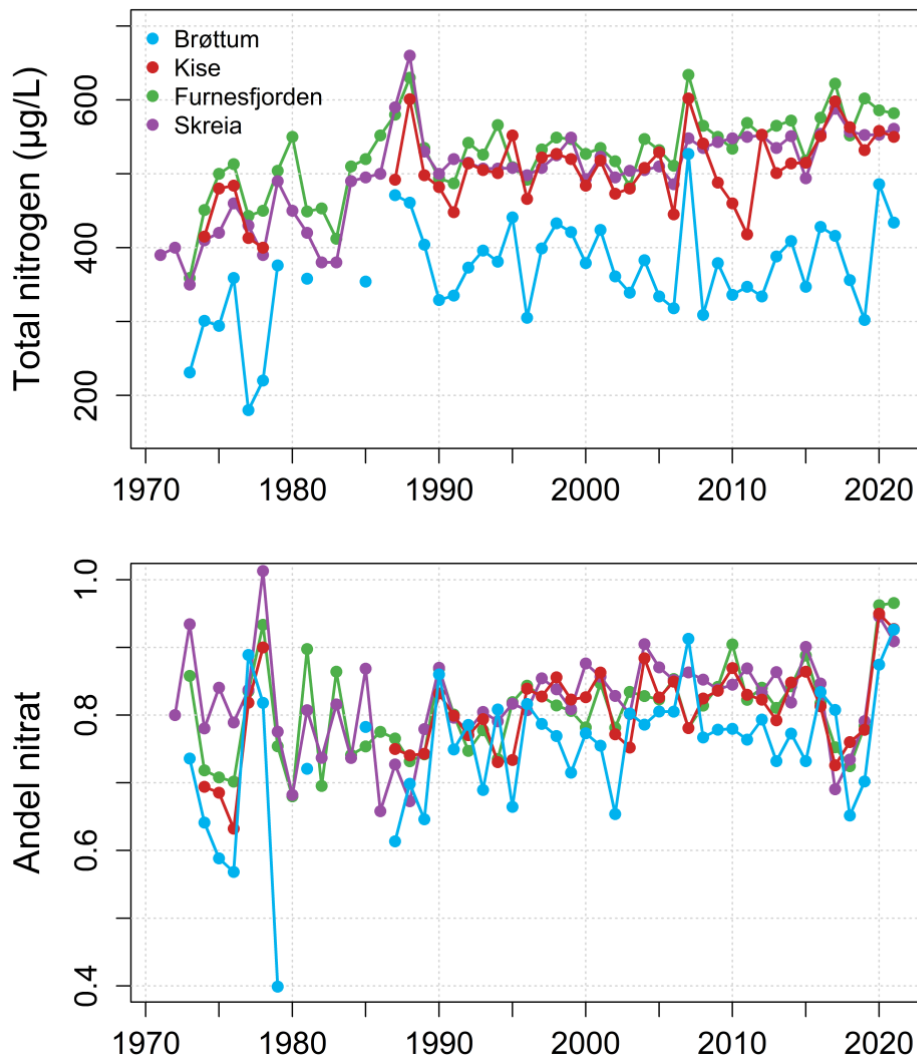 Total nitrogen (µg/L)
600
400
200
Brøttum
Kise
Furnesfjorden
Skreia
1970 1980 1990 2000 2010 2020
Andel nitrat
1.0
0.8
0.6
0.4
1970 1980 1990 2000 2010 2020